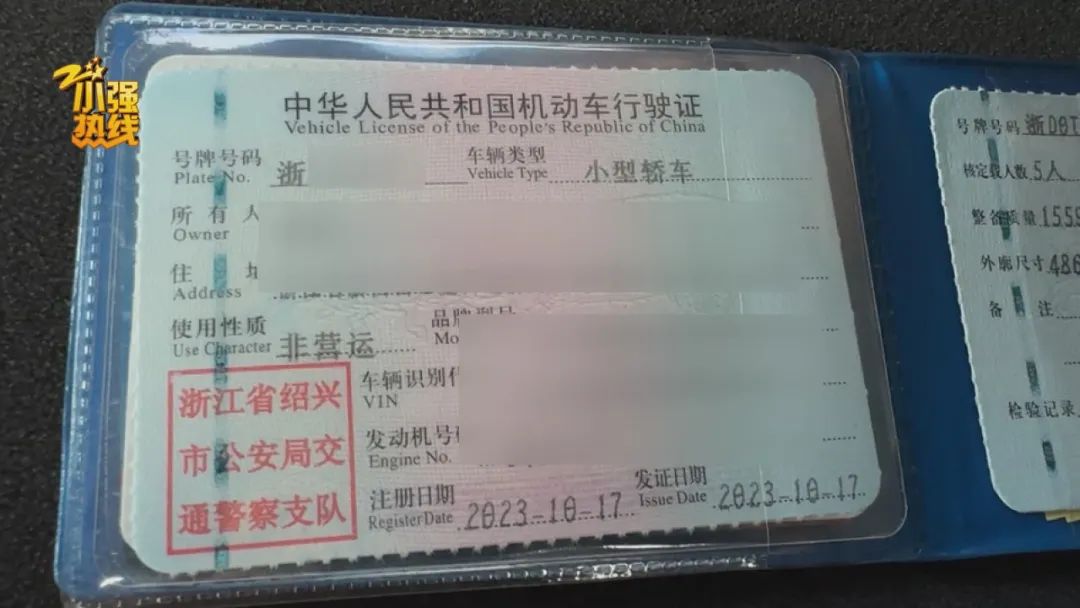 小强
热线
中华人民共和国机动车行驶证
Vehicle License of the People's Republic of China
号牌号码 浙 车辆类型 小型轿车
Plate No. Vehicle Type
所有人
Owner
住址
Address
使用性质 非营运
Use Character
车辆识别代
VIN
发动机号码
Engine No.
注册日期 2023-10-17 发证日期 2023-10-17
Register Date Issue Date
浙江省绍兴
市公安局交
通警察支队
号牌号码 浙D0T
核定载人数 5人
整备质量 155
外廓尺寸 486
备注
检验记录